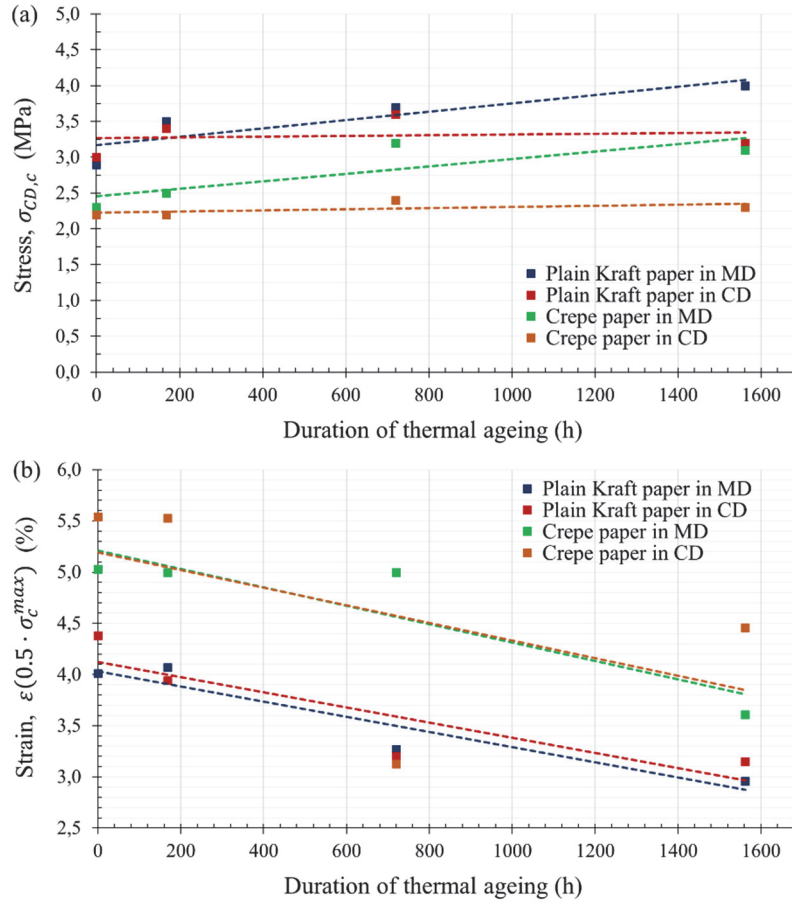 (a)
5,0
4,5
4,0
3,5
3,0
2,5
2,0
1,5
1,0
0,5
0,0
Stress, σ_{CD,c} (MPa)
Plain Kraft paper in MD
Plain Kraft paper in CD
Crepe paper in MD
Crepe paper in CD
0 200 400 600 800 1000 1200 1400 1600
Duration of thermal ageing (h)
(b)
6,0
5,5
5,0
4,5
4,0
3,5
3,0
2,5
Strain, ε(0.5 · σ_c^{max}) (%)
Plain Kraft paper in MD
Plain Kraft paper in CD
Crepe paper in MD
Crepe paper in CD
0 200 400 600 800 1000 1200 1400 1600
Duration of thermal ageing (h)